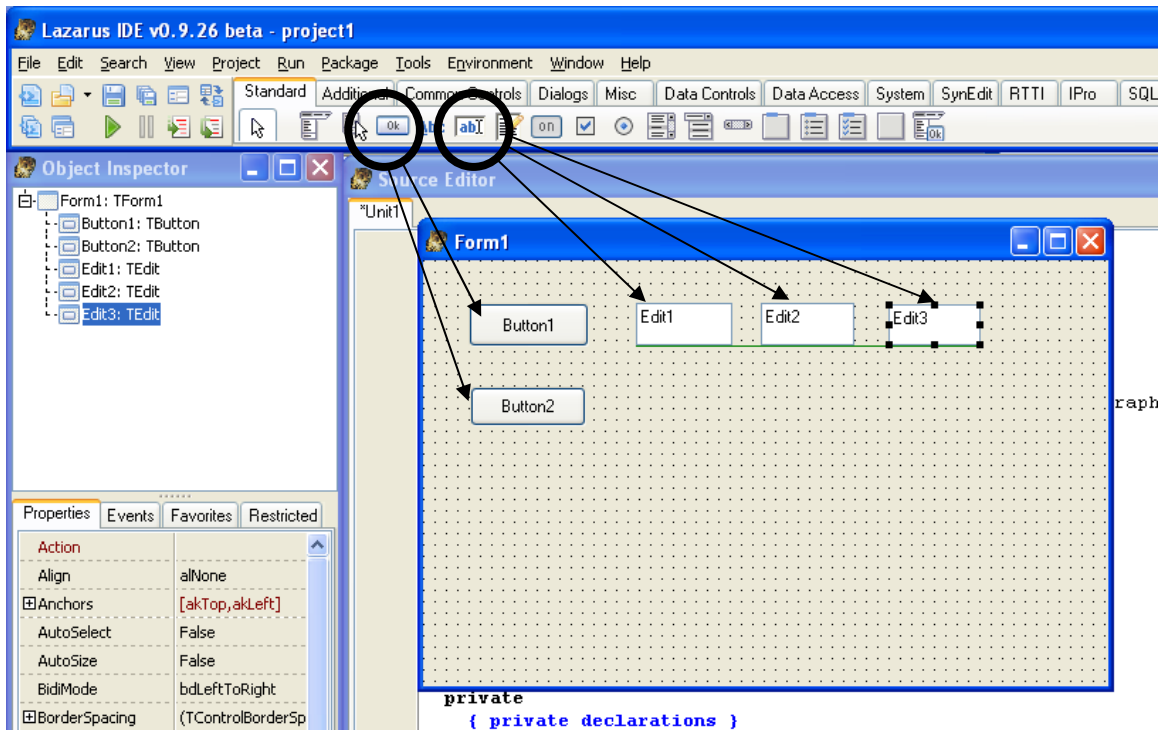 Lazarus IDE v0.9.26 beta - project1
File Edit Search View Project Run Package Tools Environment Window Help
Standard Additional Common Controls Dialogs Misc Data Controls Data Access System SynEdit RTTI IPro SQL
Ok Abc ab on Ok
Object Inspector
Form1: TForm1
Button1: TButton
Button2: TButton
Edit1: TEdit
Edit2: TEdit
Edit3: TEdit
Properties Events Favorites Restricted
Action
Align alNone
Anchors [akTop,akLeft]
AutoSelect False
AutoSize False
BidiMode bdLeftToRight
BorderSpacing (TControlBorderSp
Source Editor
*Unit1
Form1
Button1 Edit1 Edit2 Edit3
Button2
raph
private
{ private declarations }